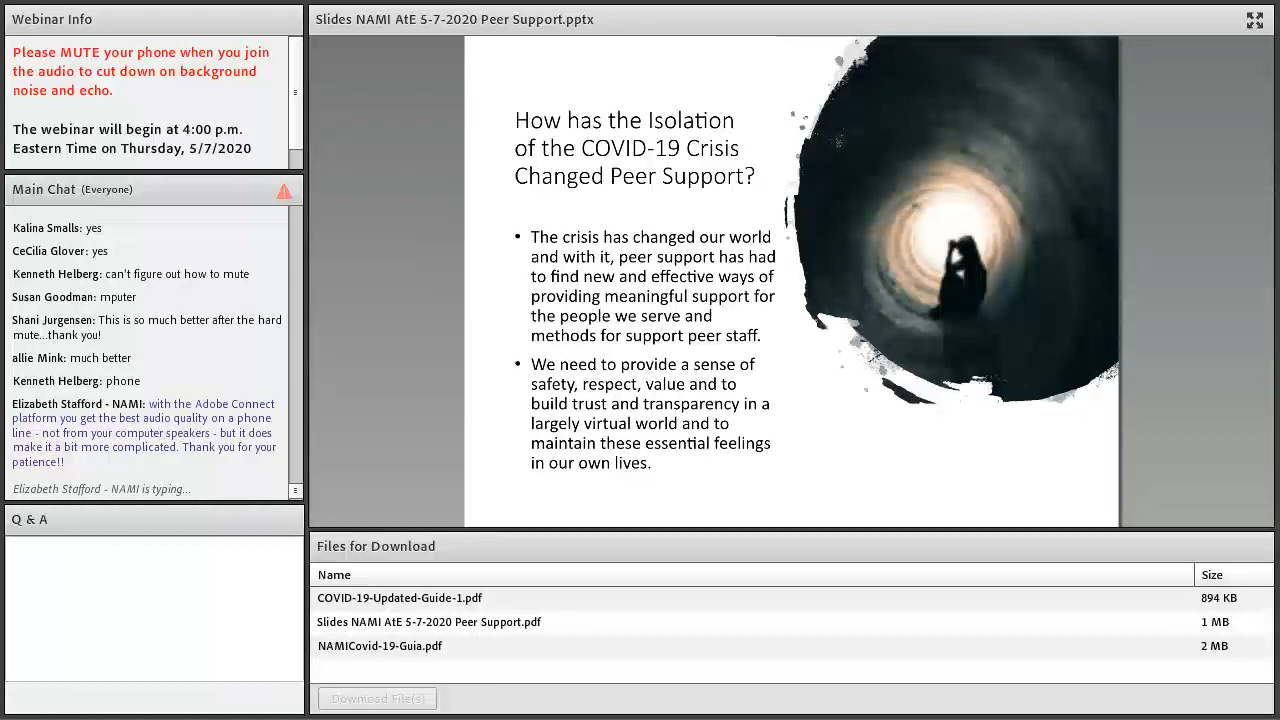 Webinar Info
Please MUTE your phone when you join
the audio to cut down on background
noise and echo.
The webinar will begin at 4:00 p.m.
Eastern Time on Thursday, 5/7/2020
Main Chat (Everyone)
Kalina Smalls: yes
CeCilia Glover: yes
Kenneth Helberg: can't figure out how to mute
Susan Goodman: mputer
Shani Jurgensen: This is so much better after the hard
mute...thank you!
allie Mink: much better
Kenneth Helberg: phone
Elizabeth Stafford - NAMI: with the Adobe Connect
platform you get the best audio quality on a phone
line - not from your computer speakers - but it does
make it a bit more complicated. Thank you for your
patience!!
Elizabeth Stafford - NAMI is typing...
Q & A
Slides NAMI AtE 5-7-2020 Peer Support.pptx
How has the Isolation
of the COVID-19 Crisis
Changed Peer Support?
• The crisis has changed our world
and with it, peer support has had
to find new and effective ways of
providing meaningful support for
the people we serve and
methods for support peer staff.
• We need to provide a sense of
safety, respect, value and to
build trust and transparency in a
largely virtual world and to
maintain these essential feelings
in our own lives.
Files for Download
Name Size
COVID-19-Updated-Guide-1.pdf 894 KB
Slides NAMI AtE 5-7-2020 Peer Support.pdf 1 MB
NAMICovid-19-Guia.pdf 2 MB
Download File(s)